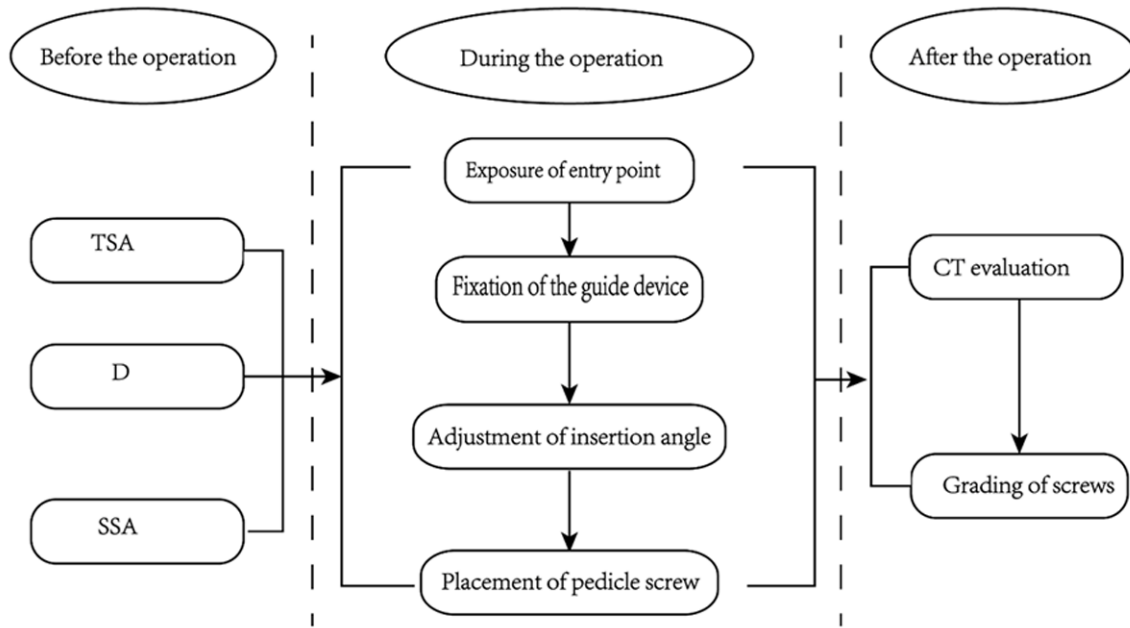 Before the operation
During the operation
After the operation
TSA
D
SSA
Exposure of entry point
Fixation of the guide device
Adjustment of insertion angle
Placement of pedicle screw
CT evaluation
Grading of screws